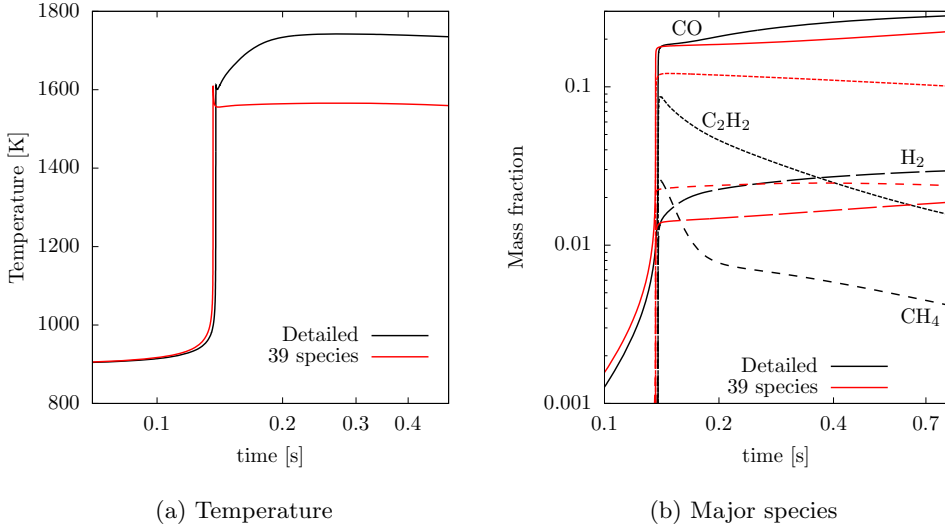 1800
1600
1400
1200
1000
800
Temperature [K]
0.1
0.2
0.3
0.4
time [s]
Detailed
39 species
(a) Temperature
0.1
0.01
0.001
Mass fraction
0.1
0.2
0.4
0.7
time [s]
CO
C₂H₂
H₂
CH₄
Detailed
39 species
(b) Major species